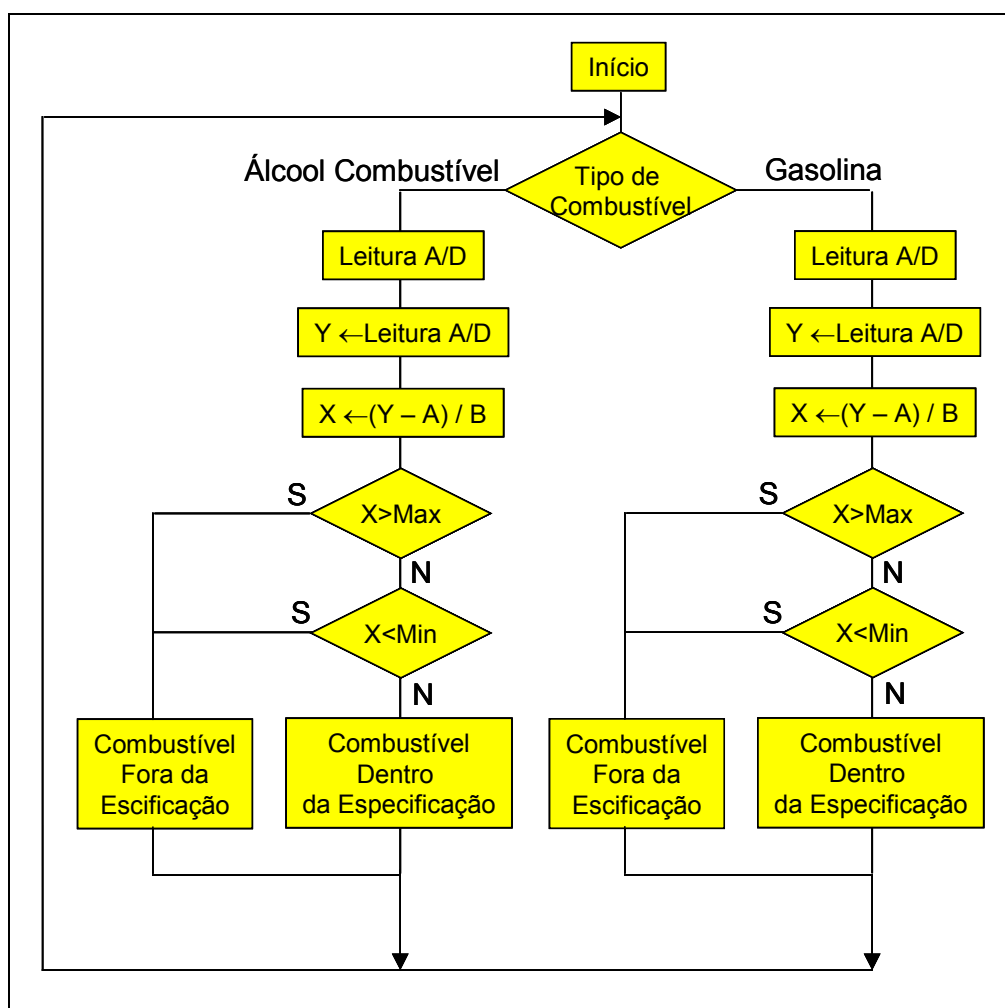 Início
Álcool Combustível
Tipo de
Combustível
Gasolina
Leitura A/D
Y ←Leitura A/D
X ←(Y – A) / B
S
X>Max
N
S
X<Min
N
Combustível
Fora da
Escificação
Combustível
Dentro
da Especificação
Leitura A/D
Y ←Leitura A/D
X ←(Y – A) / B
S
X>Max
N
S
X<Min
N
Combustível
Fora da
Escificação
Combustível
Dentro
da Especificação